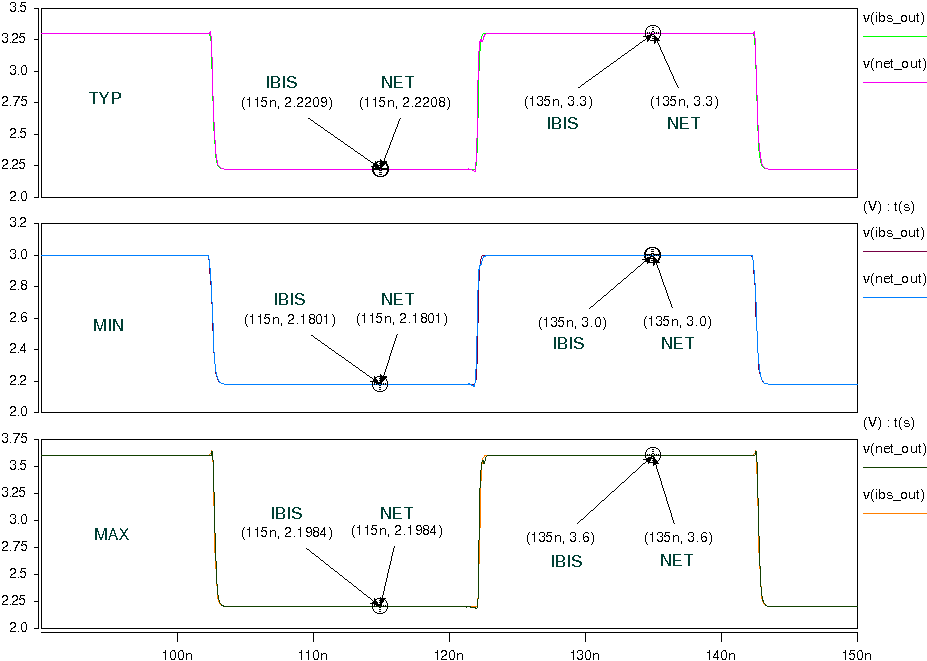 3.5
v(ibs_out)
3.25
v(net_out)
3.0
IBIS NET
TYP
(115n, 2.2209) (115n, 2.2208)
(135n, 3.3) (135n, 3.3)
2.75
IBIS NET
2.5
2.25
2.0
(V) : t(s)
3.2
v(ibs_out)
3.0
v(net_out)
2.8
IBIS NET
(115n, 2.1801) (115n, 2.1801)
(135n, 3.0) (135n, 3.0)
2.6
MIN
IBIS NET
2.4
2.2
2.0
(V) : t(s)
3.75
v(net_out)
3.5
v(ibs_out)
3.25
IBIS NET
3.0
MAX
(115n, 2.1984) (115n, 2.1984)
(135n, 3.6) (135n, 3.6)
2.75
IBIS NET
2.5
2.25
2.0
100n 110n 120n 130n 140n 150n